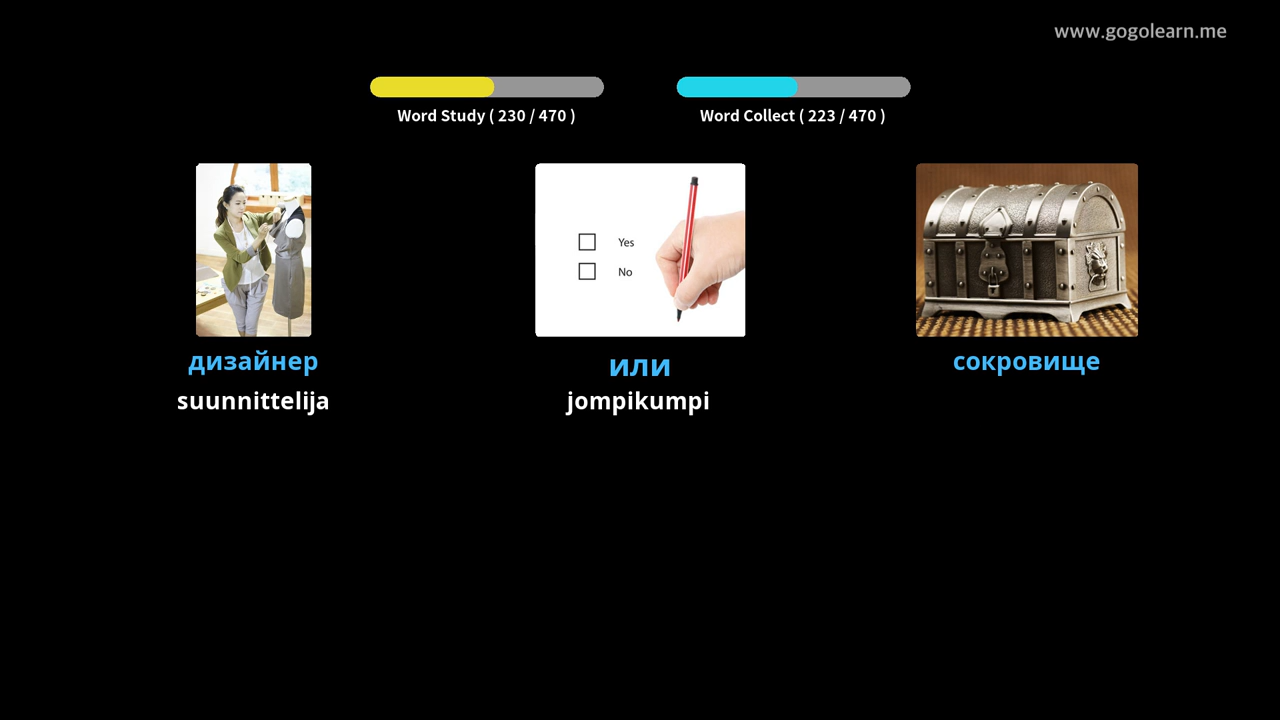 www.gogolearn.me
Word Study ( 230 / 470 )
Word Collect ( 223 / 470 )
Yes
No
дизайнер
или
сокровище
suunnittelija
jompikumpi